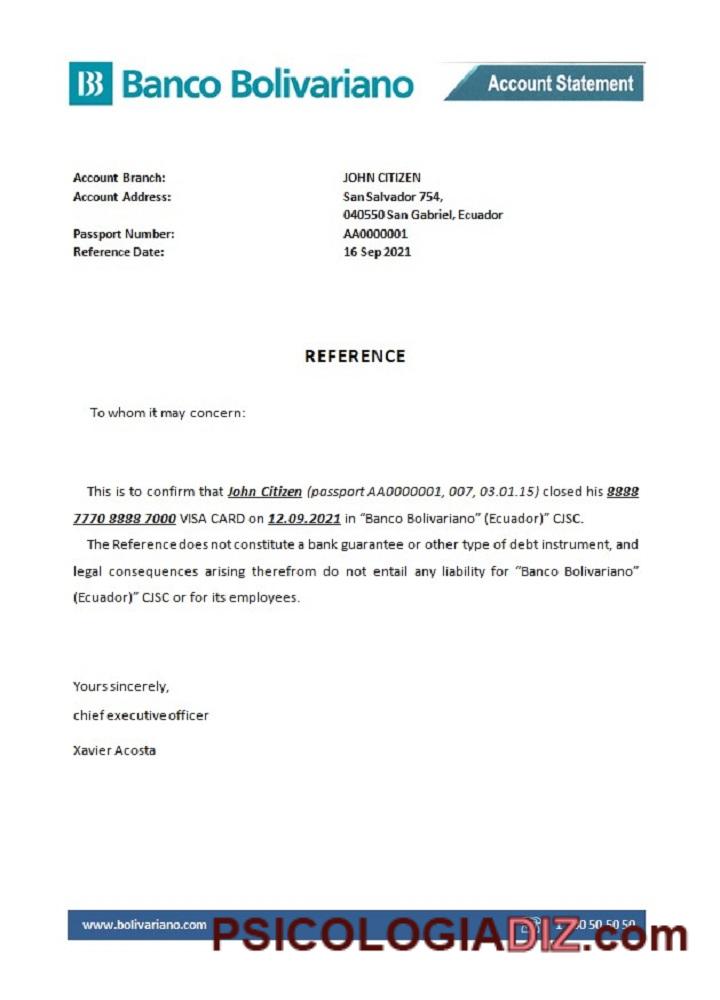 Banco Bolivariano
Account Statement
Account Branch: JOHN CITIZEN
Account Address: San Salvador 754,
040550 San Gabriel, Ecuador
Passport Number: AA0000001
Reference Date: 16 Sep 2021
REFERENCE
To whom it may concern:
This is to confirm that John Citizen (passport AA0000001, 007, 03.01.15) closed his 8888
7770 8888 7000 VISA CARD on 12.09.2021 in “Banco Bolivariano” (Ecuador)” CJSC.
The Reference does not constitute a bank guarantee or other type of debt instrument, and
legal consequences arising therefrom do not entail any liability for “Banco Bolivariano”
(Ecuador)” CJSC or for its employees.
Yours sincerely,
chief executive officer
Xavier Acosta
www.bolivariano.com
50 50 50
PSICOLOGIADIZ.com